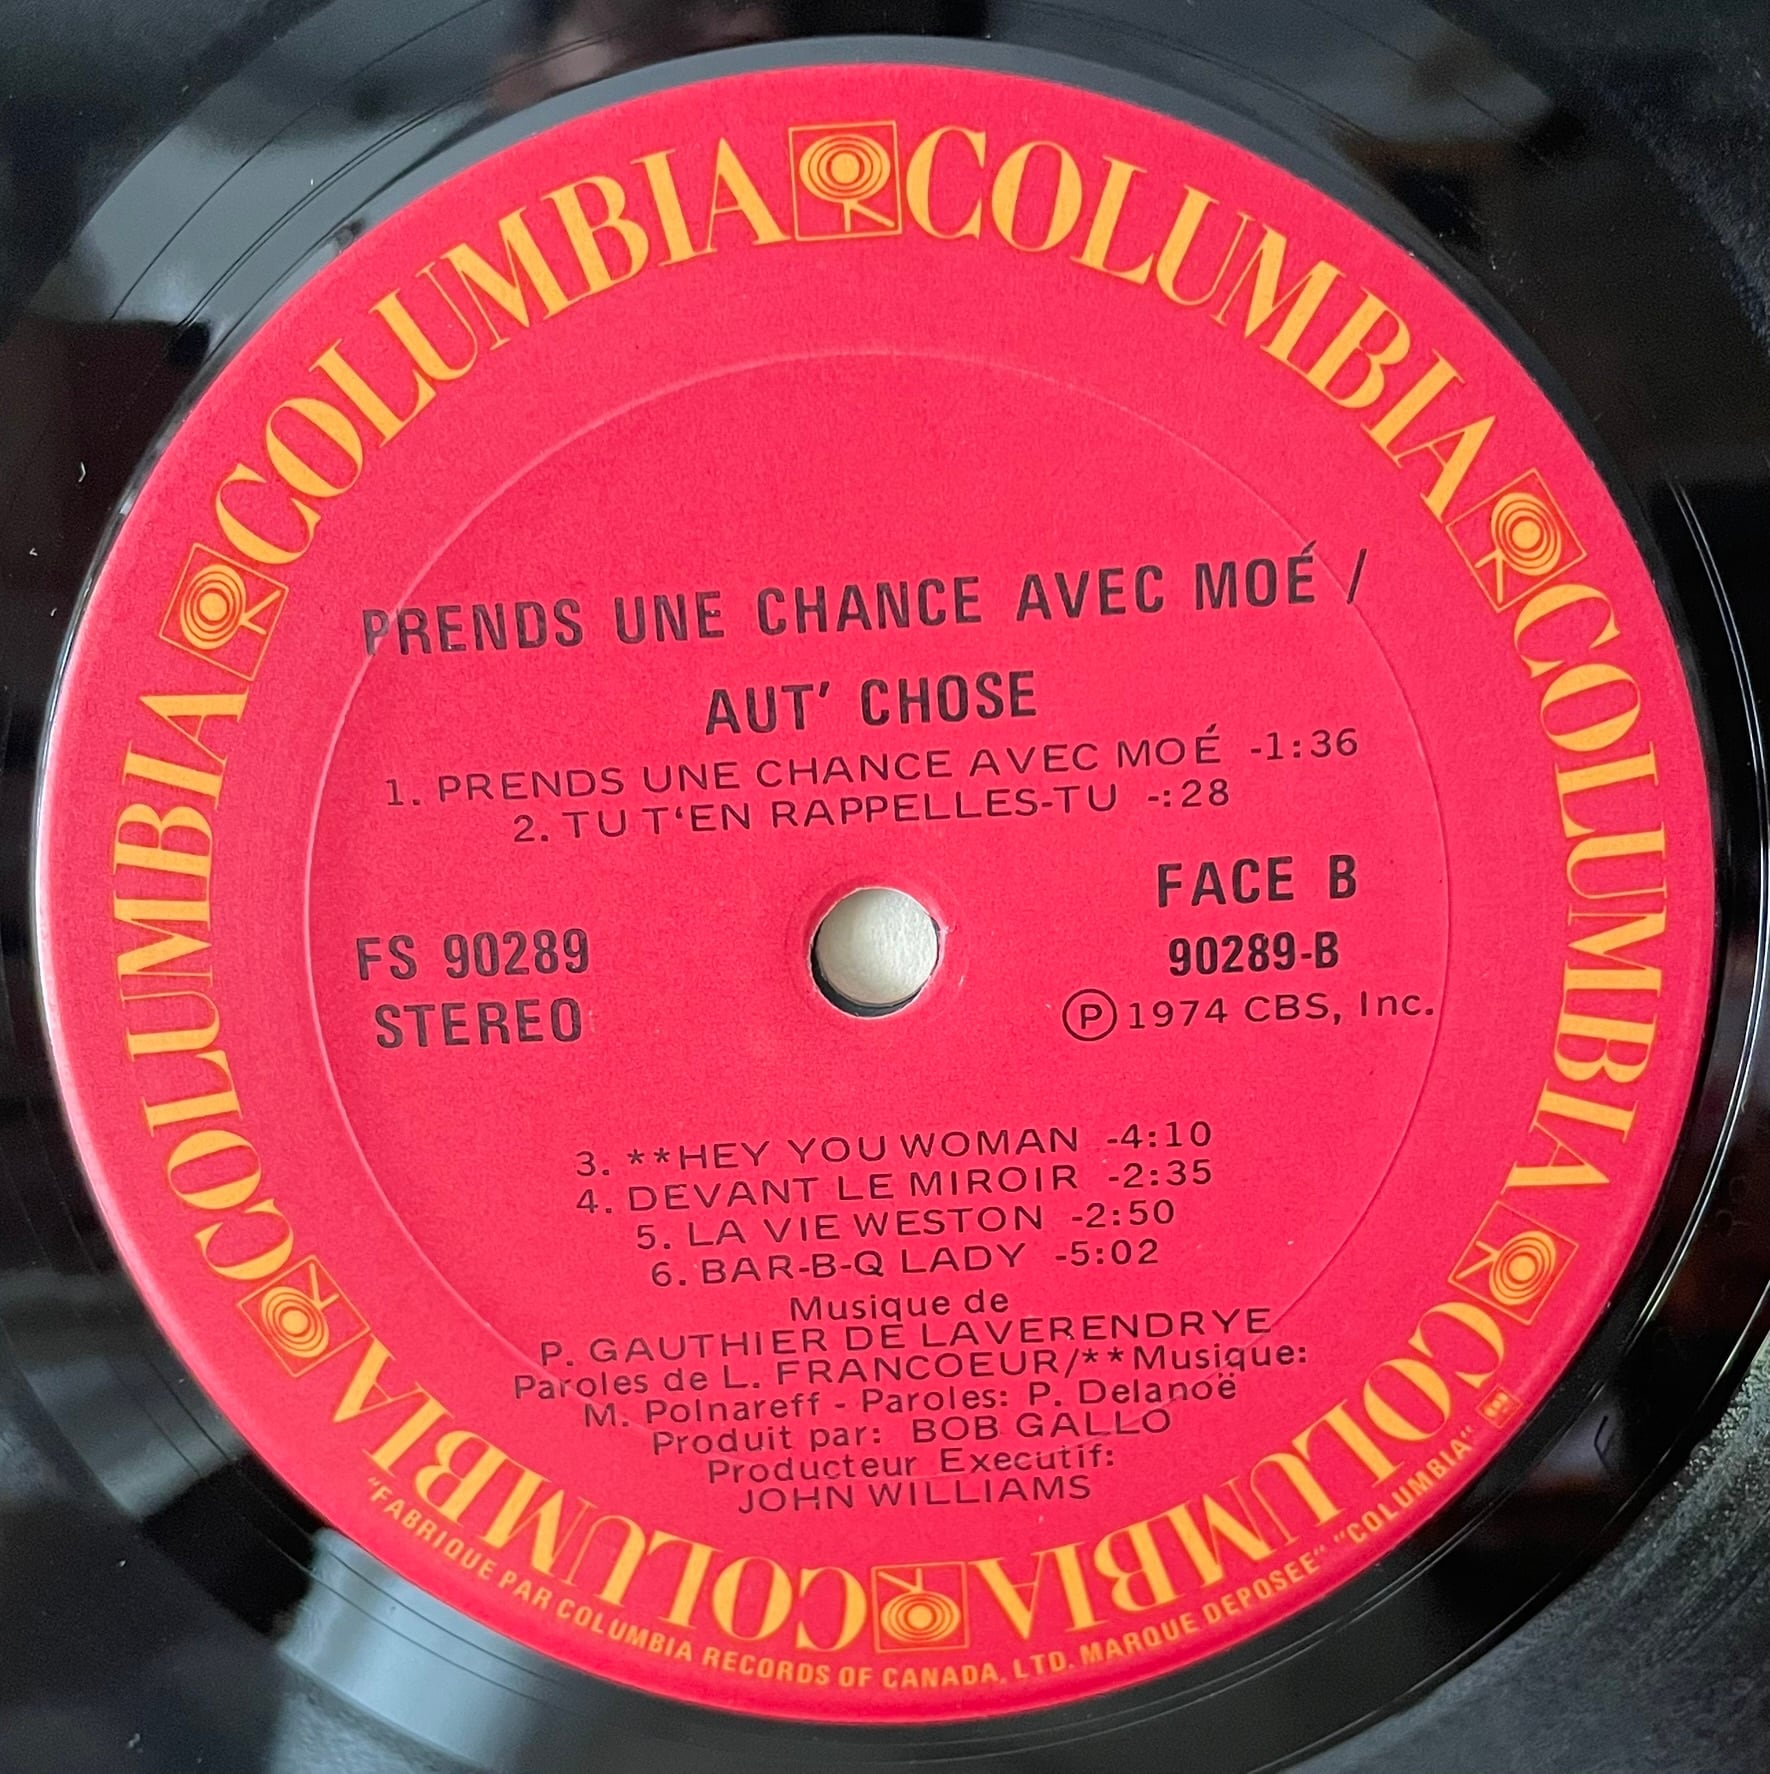 COLUMBIA COLUMBIA COLUMBIA COLUMBIA COLUMBIA COLUMBIA
PRENDS UNE CHANCE AVEC MOÉ /
AUT' CHOSE
1. PRENDS UNE CHANCE AVEC MOÉ -1:36
2. TU T'EN RAPPELLES-TU -:28
FACE B
FS 90289
90289-B
STEREO
Ⓟ 1974 CBS, Inc.
3. **HEY YOU WOMAN -4:10
4. DEVANT LE MIROIR -2:35
5. LA VIE WESTON -2:50
6. BAR-B-Q LADY -5:02
Musique de
P. GAUTHIER DE LAVERENDRYE
Paroles de L. FRANCOEUR/**Musique:
M. Polnareff - Paroles: P. Delanoë
Produit par: BOB GALLO
Producteur Executif:
JOHN WILLIAMS
"FABRIQUE PAR COLUMBIA RECORDS OF CANADA, LTD. MARQUE DEPOSEE" "COLUMBIA"